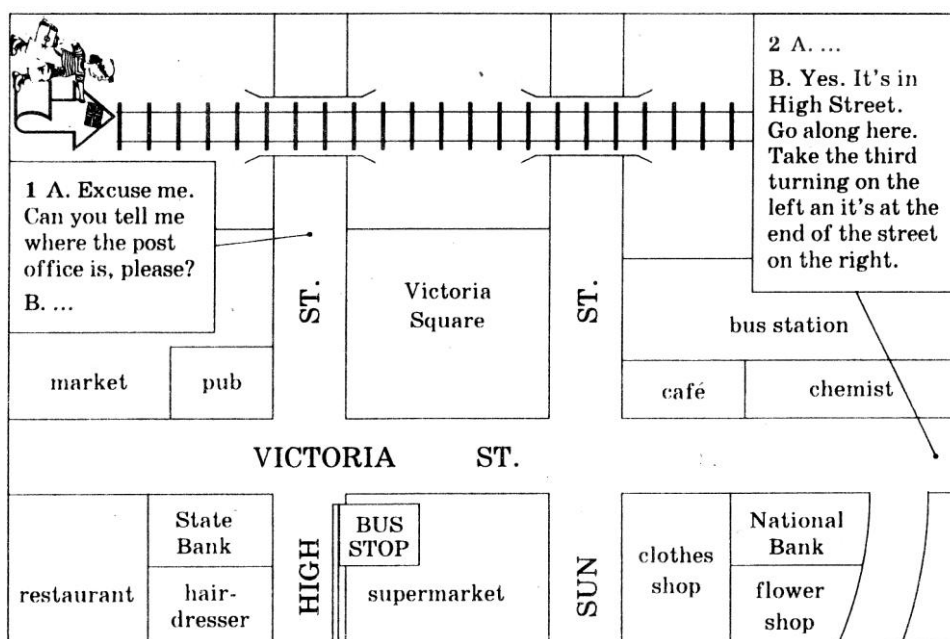 2 A. ...
B. Yes. It's in
High Street.
Go along here.
Take the third
turning on the
left an it's at the
end of the street
on the right.
1 A. Excuse me.
Can you tell me
where the post
office is, please?
B. ...
ST.
Victoria
Square
ST.
bus station
market
pub
café
chemist
VICTORIA ST.
restaurant
State
Bank
hair-
dresser
HIGH
BUS
STOP
supermarket
SUN
clothes
shop
National
Bank
flower
shop